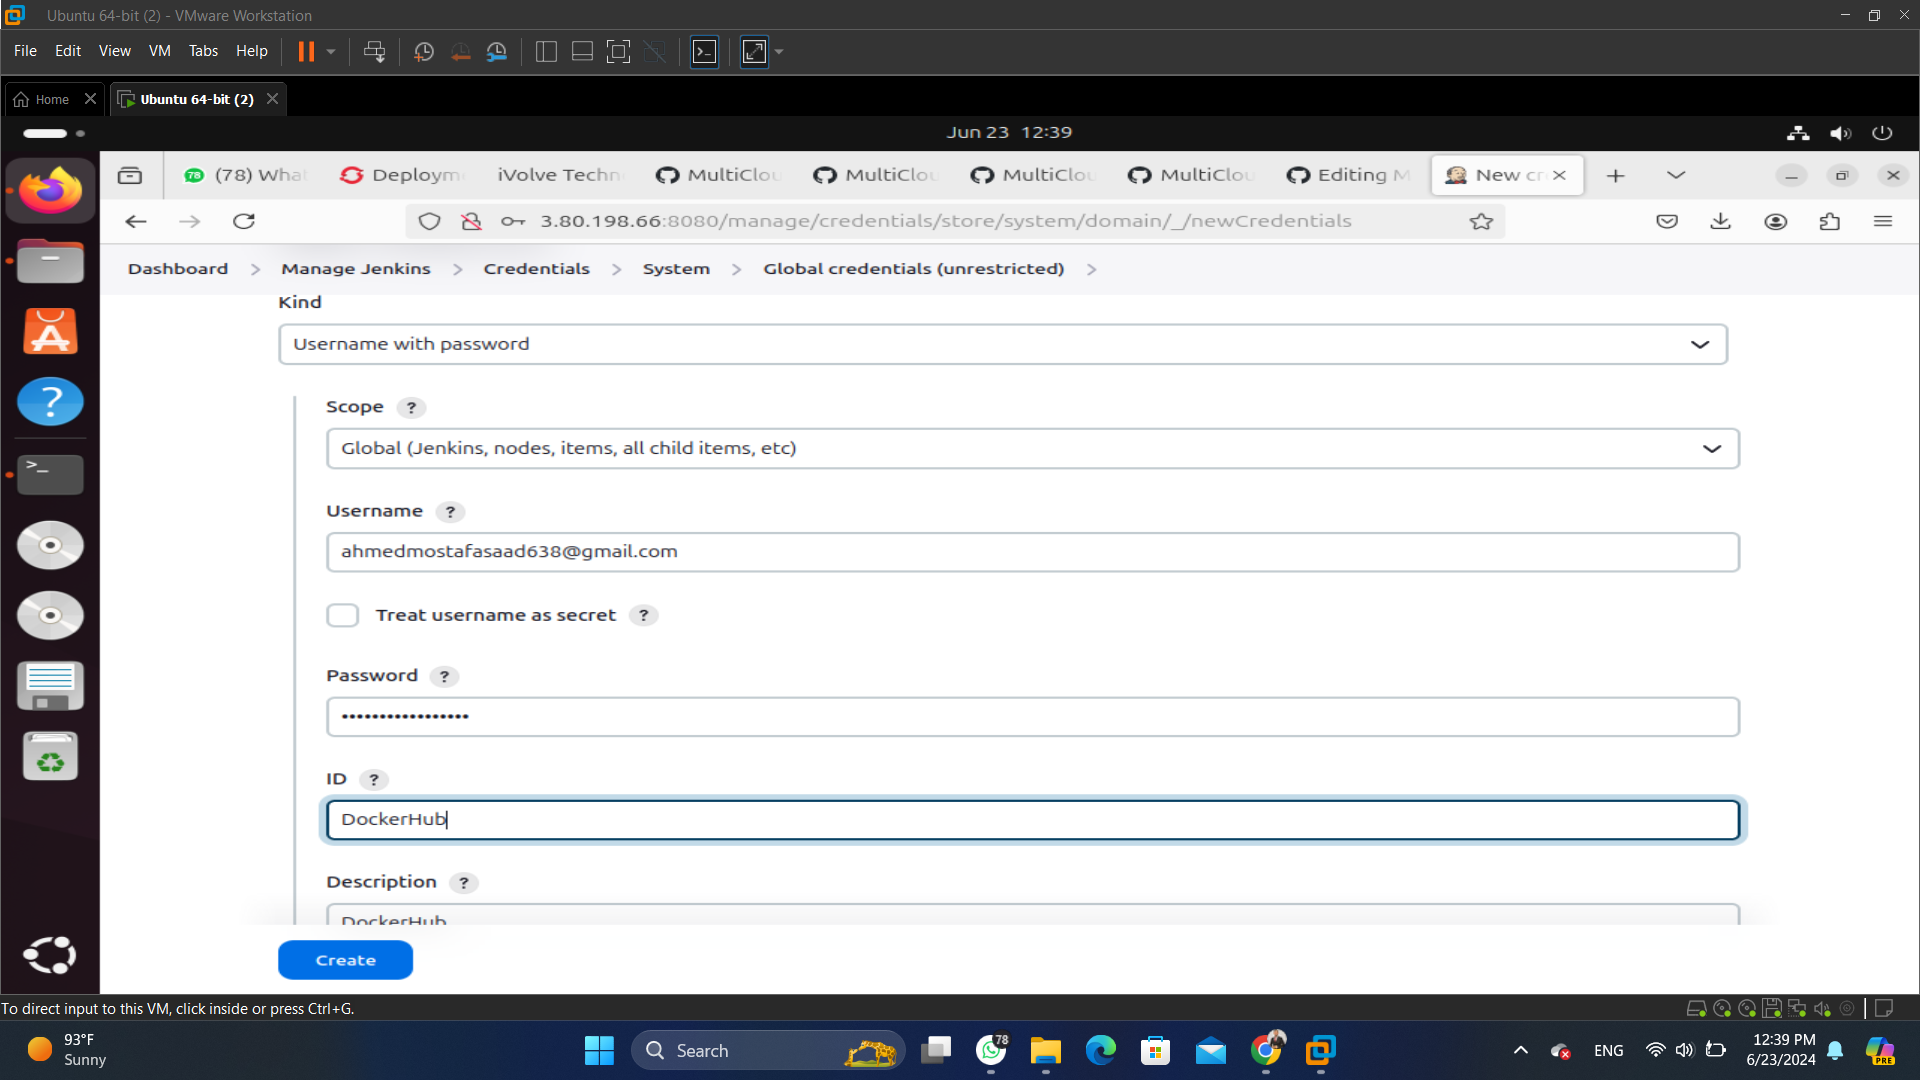 Ubuntu 64-bit (2) - VMware Workstation
File Edit View VM Tabs Help
Home Ubuntu 64-bit (2)
Jun 23 12:39
78 (78) Wha Deploym iVolve Techn MultiClou MultiClou MultiClou MultiClou Editing M New cr
3.80.198.66:8080/manage/credentials/store/system/domain/_/newCredentials
Dashboard > Manage Jenkins > Credentials > System > Global credentials (unrestricted) >
Kind
Username with password
Scope ?
Global (Jenkins, nodes, items, all child items, etc)
Username ?
ahmedmostafasaad638@gmail.com
Treat username as secret ?
Password ?
•••••••••••••••••
ID ?
DockerHub
Description ?
DockerHub
Create
To direct input to this VM, click inside or press Ctrl+G.
93°F
Sunny
Search
78
ENG
12:39 PM
6/23/2024
PRE